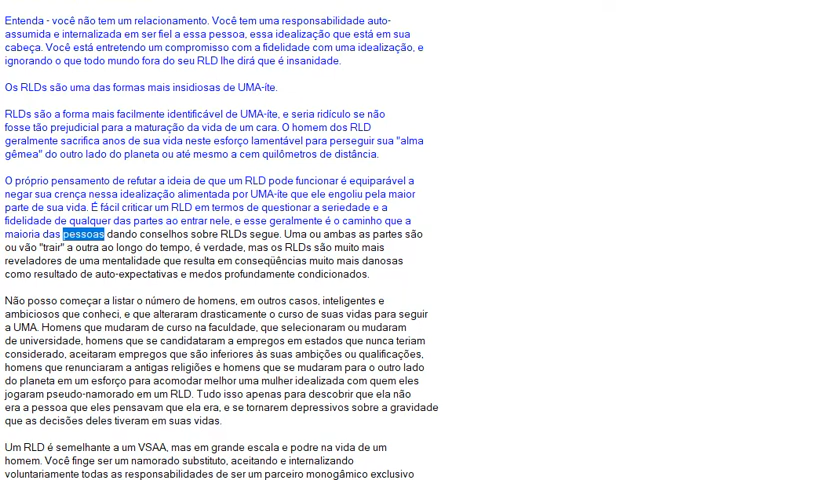 Entenda - você não tem um relacionamento. Você tem uma responsabilidade auto-
assumida e internalizada em ser fiel a essa pessoa, essa idealização que está em sua
cabeça. Você está entretendo um compromisso com a fidelidade com uma idealização, e
ignorando o que todo mundo fora do seu RLD lhe dirá que é insanidade.
Os RLDs são uma das formas mais insidiosas de UMA-íte.
RLDs são a forma mais facilmente identificável de UMA-íte, e seria ridículo se não
fosse tão prejudicial para a maturação da vida de um cara. O homem dos RLD
geralmente sacrifica anos de sua vida neste esforço lamentável para perseguir sua "alma
gêmea" do outro lado do planeta ou até mesmo a cem quilômetros de distância.
O próprio pensamento de refutar a ideia de que um RLD pode funcionar é equiparável a
negar sua crença nessa idealização alimentada por UMA-íte que ele engoliu pela maior
parte de sua vida. É fácil criticar um RLD em termos de questionar a seriedade e a
fidelidade de qualquer das partes ao entrar nele, e esse geralmente é o caminho que a
maioria das pessoas dando conselhos sobre RLDs segue. Uma ou ambas as partes são
ou vão "trair" a outra ao longo do tempo, é verdade, mas os RLDs são muito mais
reveladores de uma mentalidade que resulta em conseqüências muito mais danosas
como resultado de auto-expectativas e medos profundamente condicionados.
Não posso começar a listar o número de homens, em outros casos, inteligentes e
ambiciosos que conheci, e que alteraram drasticamente o curso de suas vidas para seguir
a UMA. Homens que mudaram de curso na faculdade, que selecionaram ou mudaram
de universidade, homens que se candidataram a empregos em estados que nunca teriam
considerado, aceitaram empregos que são inferiores às suas ambições ou qualificações,
homens que renunciaram a antigas religiões e homens que se mudaram para o outro lado
do planeta em um esforço para acomodar melhor uma mulher idealizada com quem eles
jogaram pseudo-namorado em um RLD. Tudo isso apenas para descobrir que ela não
era a pessoa que eles pensavam que ela era, e se tornarem depressivos sobre a gravidade
que as decisões deles tiveram em suas vidas.
Um RLD é semelhante a um VSAA, mas em grande escala e podre na vida de um
homem. Você finge ser um namorado substituto, aceitando e internalizando
voluntariamente todas as responsabilidades de ser um parceiro monogâmico exclusivo